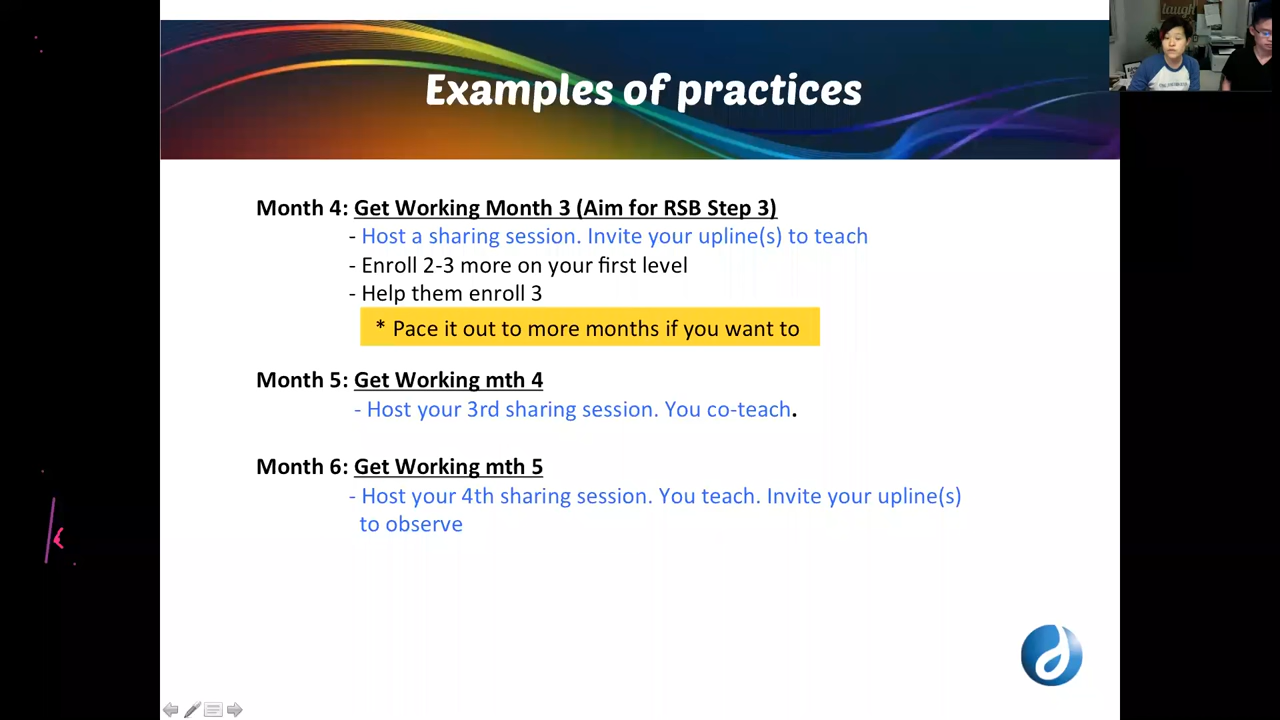 laugh
Examples of practices
Month 4: Get Working Month 3 (Aim for RSB Step 3)
- Host a sharing session. Invite your upline(s) to teach
- Enroll 2-3 more on your first level
- Help them enroll 3
* Pace it out to more months if you want to
Month 5: Get Working mth 4
- Host your 3rd sharing session. You co-teach.
Month 6: Get Working mth 5
- Host your 4th sharing session. You teach. Invite your upline(s)
to observe